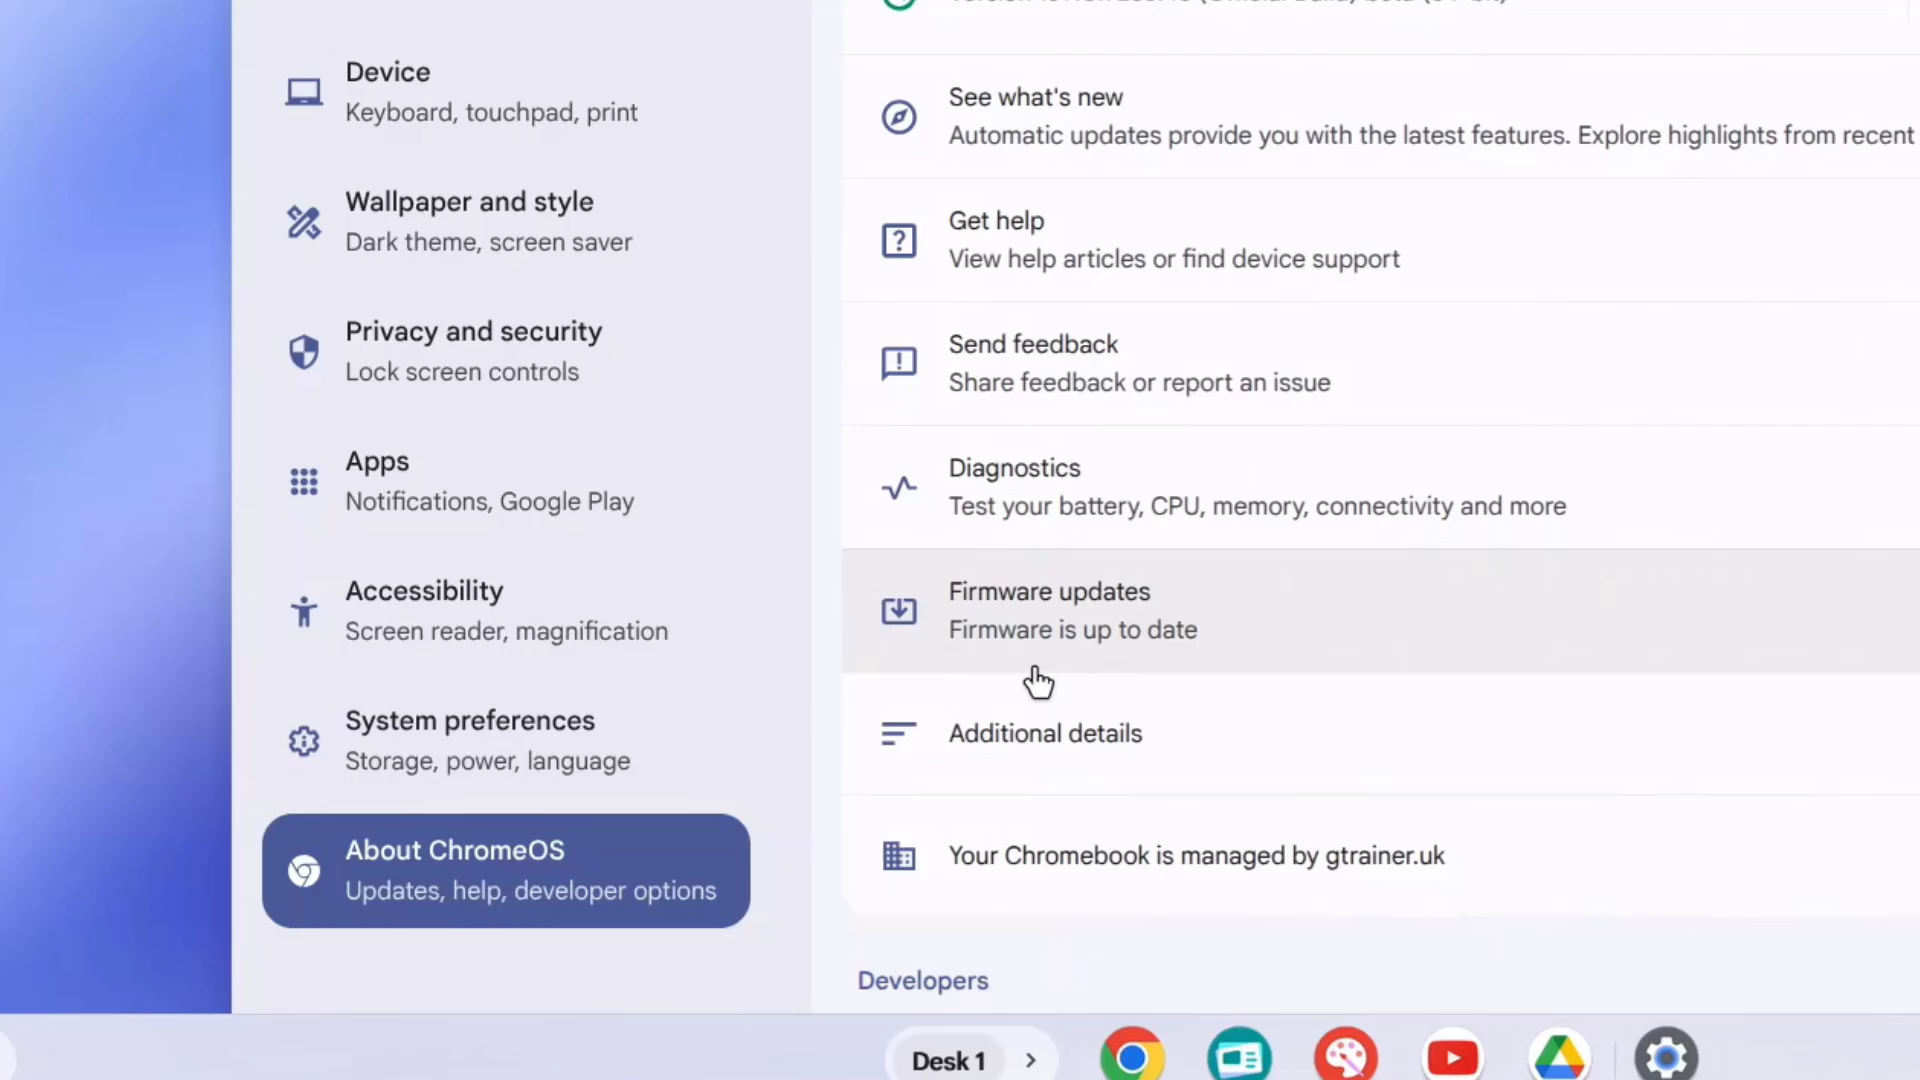 Device
Keyboard, touchpad, print
Wallpaper and style
Dark theme, screen saver
Privacy and security
Lock screen controls
Apps
Notifications, Google Play
Accessibility
Screen reader, magnification
System preferences
Storage, power, language
About ChromeOS
Updates, help, developer options
See what's new
Automatic updates provide you with the latest features. Explore highlights from recent
Get help
View help articles or find device support
Send feedback
Share feedback or report an issue
Diagnostics
Test your battery, CPU, memory, connectivity and more
Firmware updates
Firmware is up to date
Additional details
Your Chromebook is managed by gtrainer.uk
Developers
Desk 1